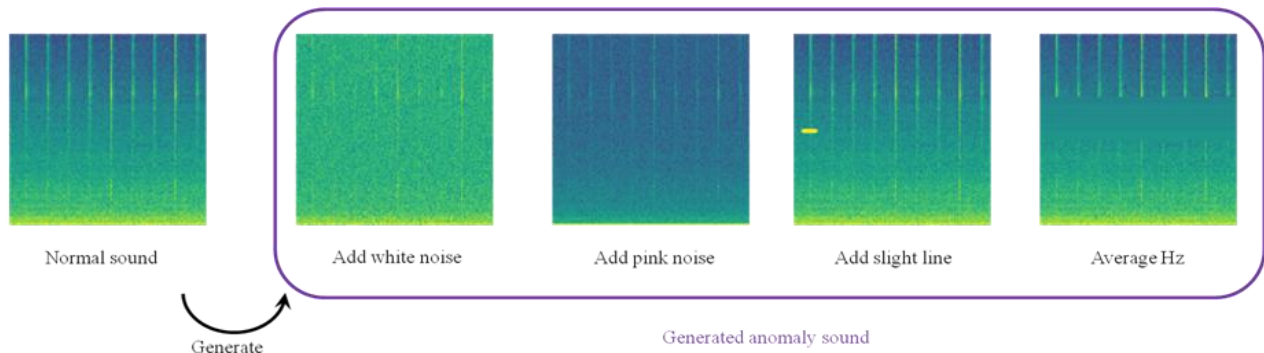 Normal sound
Add white noise
Add pink noise
Add slight line
Average Hz
Generate
Generated anomaly sound